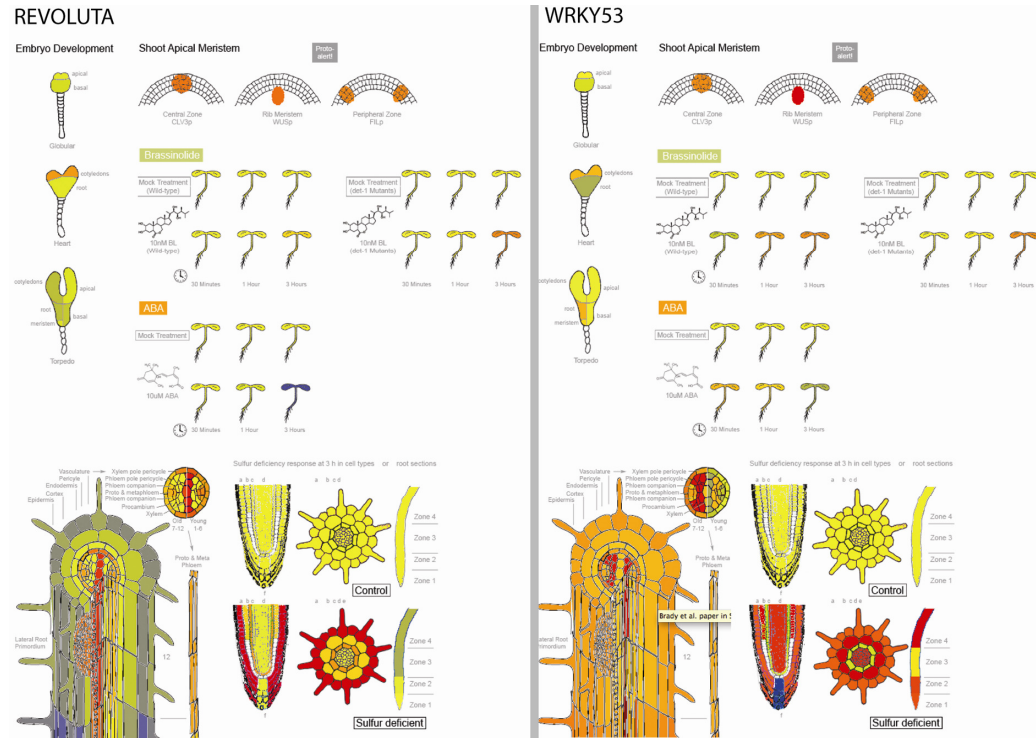 REVOLUTA
Embryo Development
Shoot Apical Meristem
Proto-
alerff
apical
basal
Globular
Central Zone
CLV3p
Rib Meristem
WUSp
Peripheral Zone
FILp
Brassinolide
cotyledons
root
Heart
Mock Treatment
(Wild-type)
Mock Treatment
(det-1 Mutants)
10nM BL
(Wild-type)
10nM BL
(det-1 Mutants)
30 Minutes
1 Hour
3 Hours
30 Minutes
1 Hour
3 Hours
cotyledons
apical
root
basal
meristem
Torpedo
ABA
Mock Treatment
10uM ABA
30 Minutes
1 Hour
3 Hours
Vasculature
Pericycle
Endodermis
Cortex
Epidermis
Xylem pole pericycle
Phloem pole pericycle
Phloem companion
Proto & metaphloem
Phloem companion
Procambium
Xylem
Old
7-12
Young
1-6
Proto & Meta
Phloem
Lateral Root
Primordium
12
Sulfur deficiency response at 3 h in cell types or root sections
a b c d
a b c d e
Zone 4
Zone 3
Zone 2
Zone 1
f
Control
a b c d
a b c d e
Zone 4
Zone 3
Zone 2
Zone 1
f
Sulfur deficient
WRKY53
Embryo Development
Shoot Apical Meristem
Proto-
alerff
apical
basal
Globular
Central Zone
CLV3p
Rib Meristem
WUSp
Peripheral Zone
FILp
Brassinolide
cotyledons
root
Heart
Mock Treatment
(Wild-type)
Mock Treatment
(det-1 Mutants)
10nM BL
(Wild-type)
10nM BL
(det-1 Mutants)
30 Minutes
1 Hour
3 Hours
30 Minutes
1 Hour
3 Hours
cotyledons
apical
root
basal
meristem
Torpedo
ABA
Mock Treatment
10uM ABA
30 Minutes
1 Hour
3 Hours
Vasculature
Pericycle
Endodermis
Cortex
Epidermis
Xylem pole pericycle
Phloem pole pericycle
Phloem companion
Proto & metaphloem
Phloem companion
Procambium
Xylem
Old
7-12
Young
1-6
Proto & Meta
Phloem
Brady et al. paper in
Lateral Root
Primordium
12
Sulfur deficiency response at 3 h in cell types or root sections
a b c d
a b c d e
Zone 4
Zone 3
Zone 2
Zone 1
f
Control
a b c d
a b c d e
Zone 4
Zone 3
Zone 2
Zone 1
f
Sulfur deficient